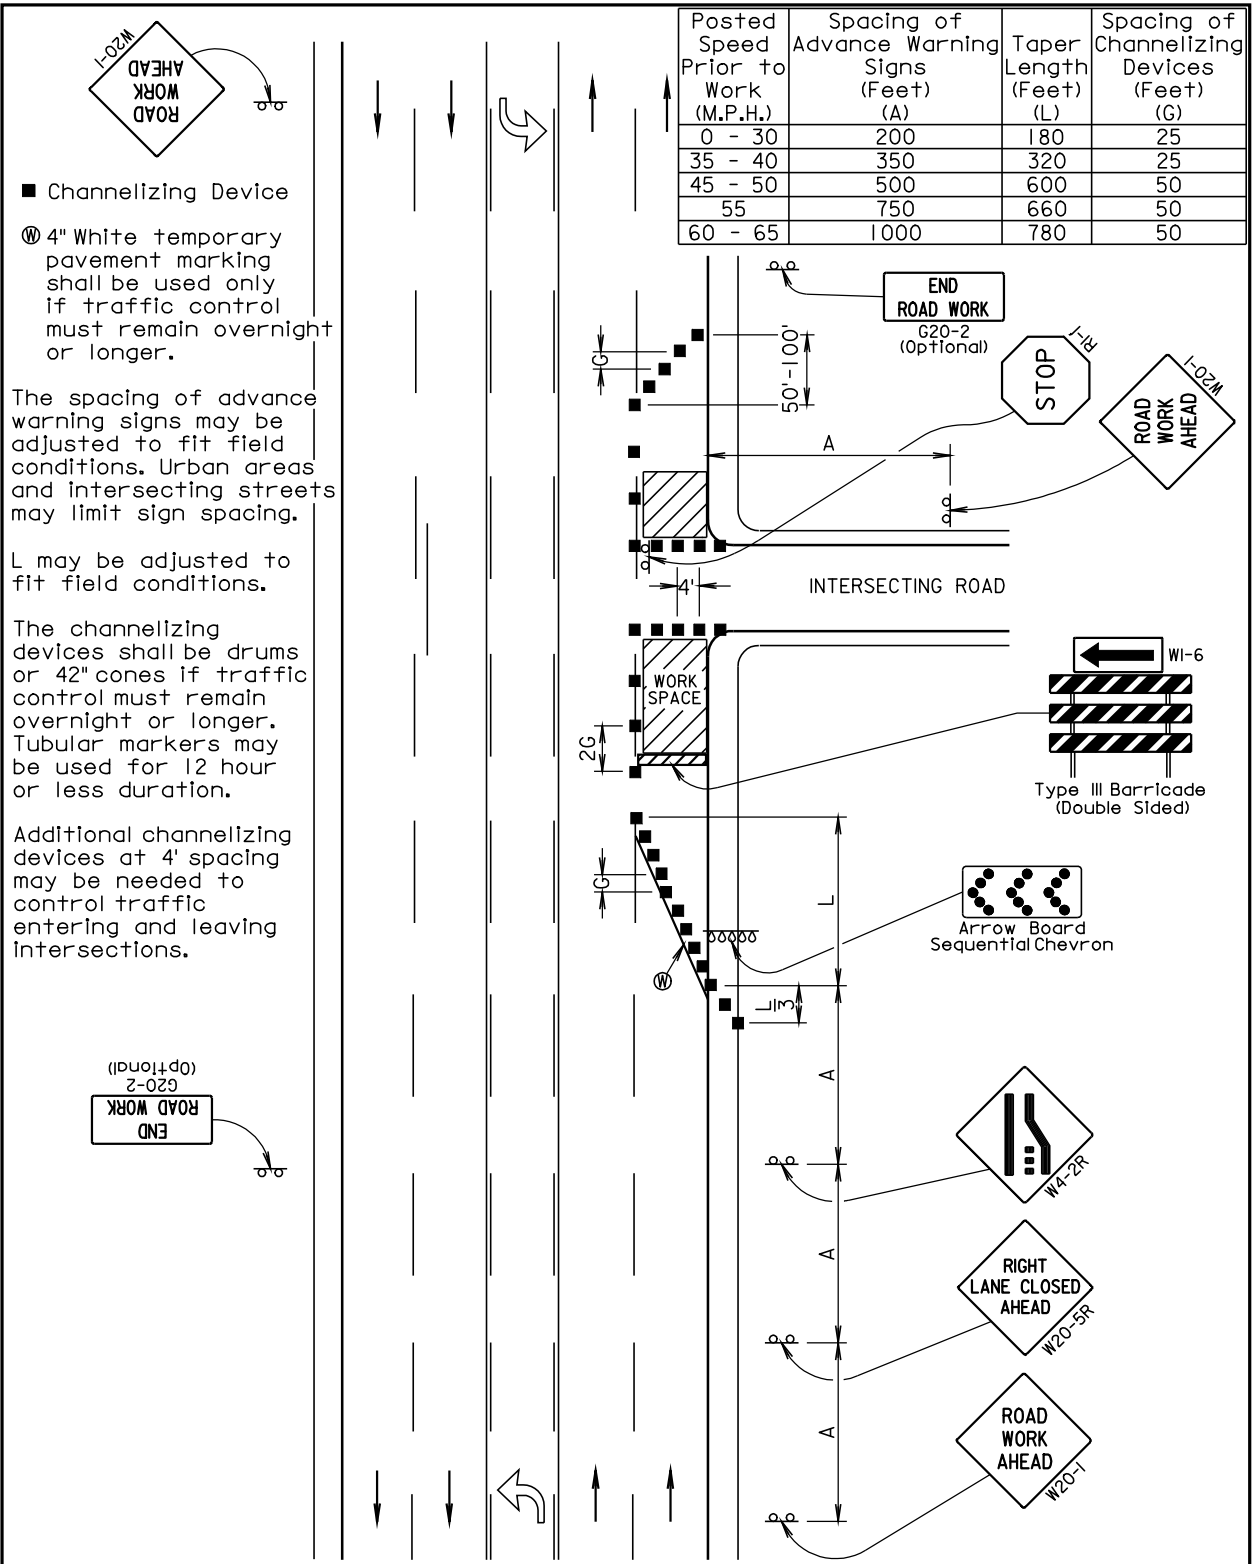 W20-1
ROAD
WORK
AHEAD
Posted
Speed
Prior to
Work
(M.P.H.)
Spacing of
Advance Warning
Signs
(Feet)
(A)
Taper
Length
(Feet)
(L)
Spacing of
Channelizing
Devices
(Feet)
(G)
0 - 30 200 180 25
35 - 40 350 320 25
45 - 50 500 600 50
55 750 660 50
60 - 65 1000 780 50
Channelizing Device
W 4" White temporary
pavement marking
shall be used only
if traffic control
must remain overnight
or longer.
The spacing of advance
warning signs may be
adjusted to fit field
conditions. Urban areas
and intersecting streets
may limit sign spacing.
L may be adjusted to
fit field conditions.
The channelizing
devices shall be drums
or 42" cones if traffic
control must remain
overnight or longer.
Tubular markers may
be used for 12 hour
or less duration.
Additional channelizing
devices at 4' spacing
may be needed to
control traffic
entering and leaving
intersections.
END
ROAD WORK
G20-2
(Optional)
G
50'-100'
STOP
R1-1
ROAD
WORK
AHEAD
W20-1
A
4'
INTERSECTING ROAD
WORK
SPACE
2G
W1-6
Type III Barricade
(Double Sided)
G
L
Arrow Board
Sequential Chevron
W
L
3
A
END
ROAD WORK
G20-2
(Optional)
W4-2R
A
RIGHT
LANE CLOSED
AHEAD
W20-5R
A
ROAD
WORK
AHEAD
W20-1